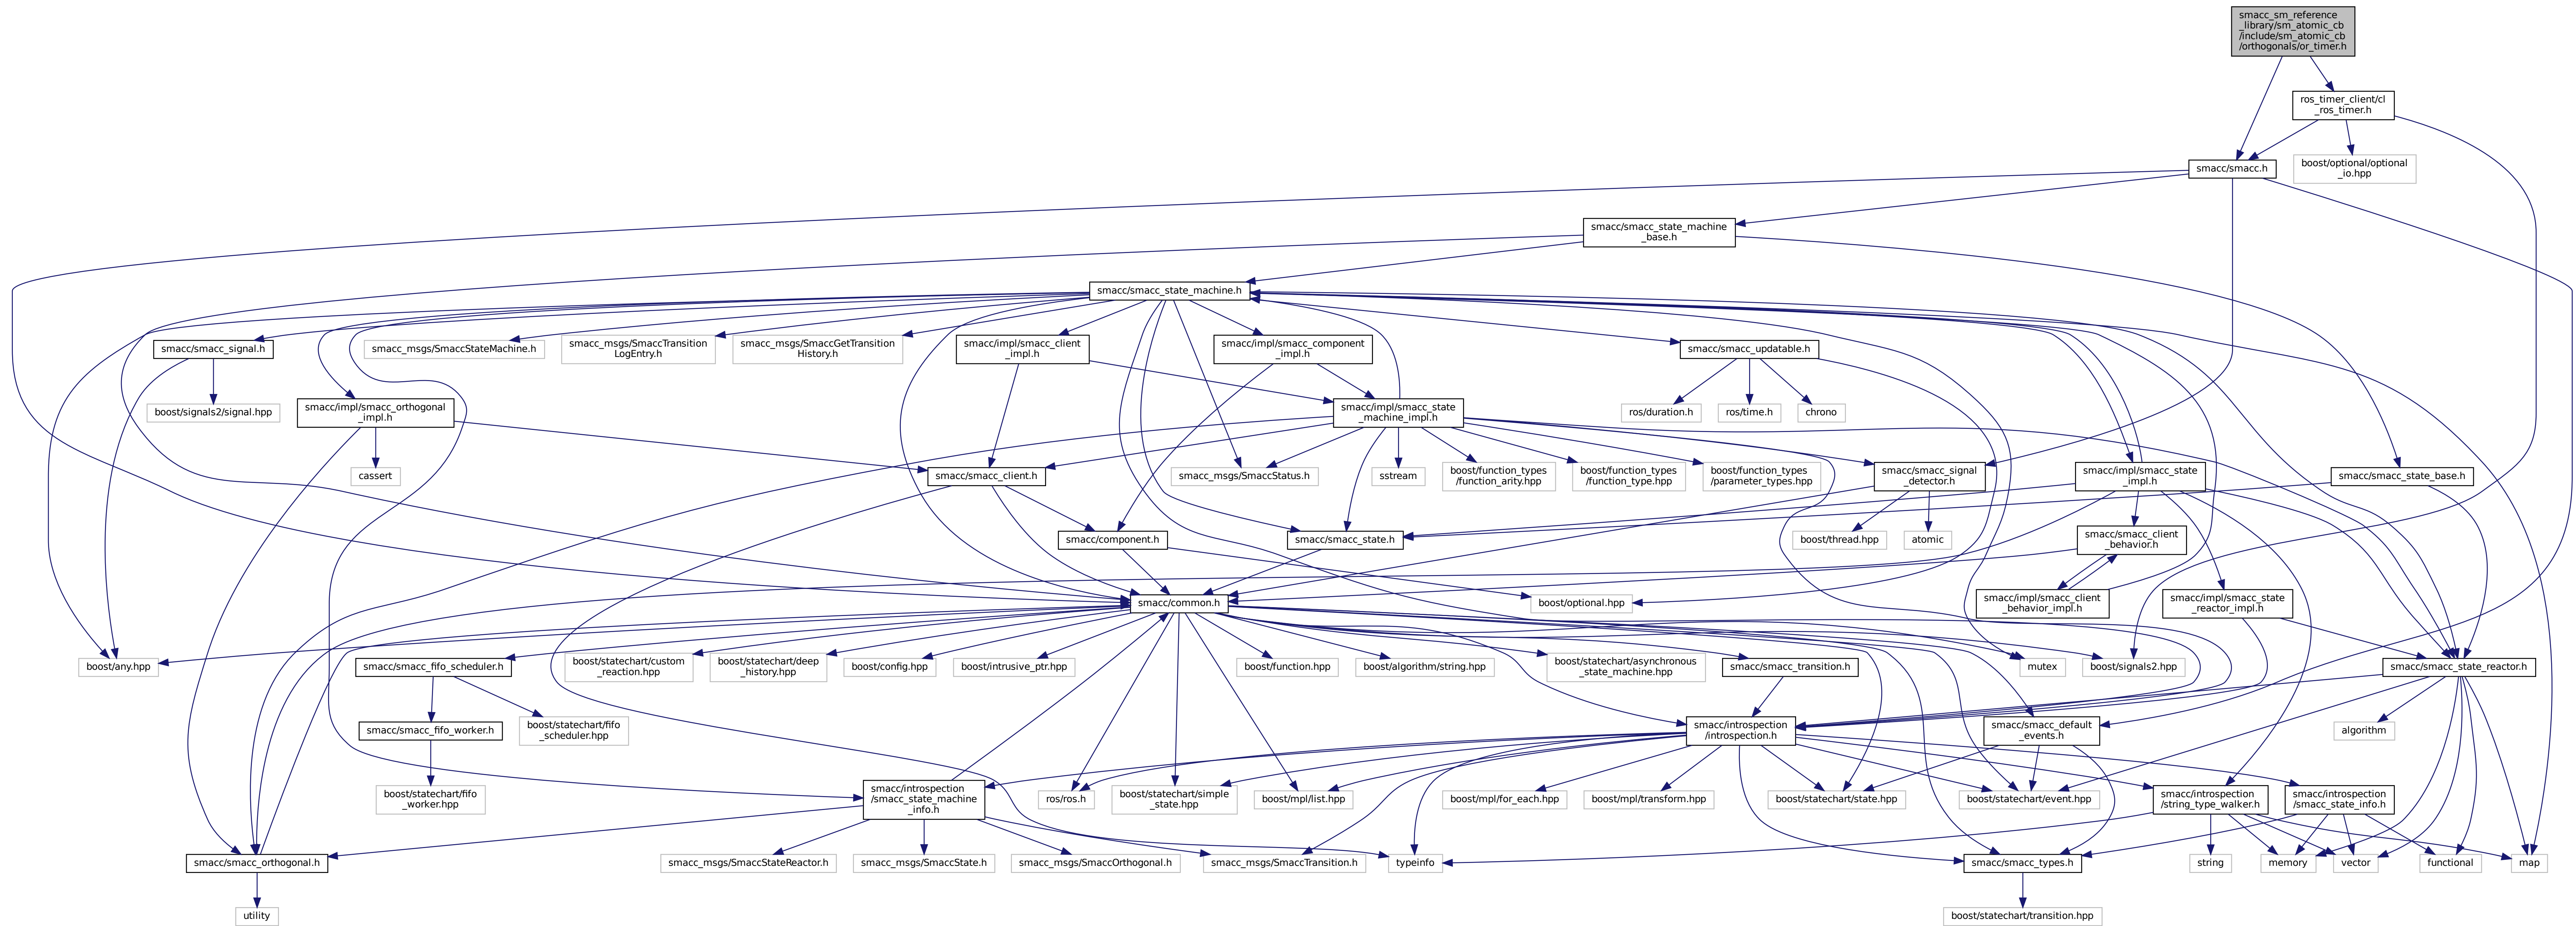 smacc_sm_reference
_library/sm_atomic_cb
/include/sm_atomic_cb
/orthogonals/or_timer.h
ros_timer_client/cl
_ros_timer.h
smacc/smacc.h
boost/optional/optional
_io.hpp
smacc/smacc_state_machine
_base.h
smacc/smacc_state_machine.h
smacc/smacc_signal.h
smacc_msgs/SmaccStateMachine.h
smacc_msgs/SmaccTransition
LogEntry.h
smacc_msgs/SmaccGetTransition
History.h
smacc/impl/smacc_client
_impl.h
smacc/impl/smacc_component
_impl.h
smacc/smacc_updatable.h
boost/signals2/signal.hpp
smacc/impl/smacc_orthogonal
_impl.h
smacc/impl/smacc_state
_machine_impl.h
ros/duration.h
ros/time.h
chrono
cassert
smacc/smacc_client.h
smacc_msgs/SmaccStatus.h
sstream
boost/function_types
/function_arity.hpp
boost/function_types
/function_type.hpp
boost/function_types
/parameter_types.hpp
smacc/smacc_signal
_detector.h
smacc/impl/smacc_state
_impl.h
smacc/smacc_state_base.h
smacc/component.h
smacc/smacc_state.h
boost/thread.hpp
atomic
smacc/smacc_client
_behavior.h
smacc/common.h
boost/optional.hpp
smacc/impl/smacc_client
_behavior_impl.h
smacc/impl/smacc_state
_reactor_impl.h
boost/any.hpp
smacc/smacc_fifo_scheduler.h
boost/statechart/custom
_reaction.hpp
boost/statechart/deep
_history.hpp
boost/config.hpp
boost/intrusive_ptr.hpp
boost/function.hpp
boost/algorithm/string.hpp
boost/statechart/asynchronous
_state_machine.hpp
smacc/smacc_transition.h
mutex
boost/signals2.hpp
smacc/smacc_state_reactor.h
smacc/smacc_fifo_worker.h
boost/statechart/fifo
_scheduler.hpp
smacc/introspection
/introspection.h
smacc/smacc_default
_events.h
algorithm
boost/statechart/fifo
_worker.hpp
smacc/introspection
/smacc_state_machine
_info.h
ros/ros.h
boost/statechart/simple
_state.hpp
boost/mpl/list.hpp
boost/mpl/for_each.hpp
boost/mpl/transform.hpp
boost/statechart/state.hpp
boost/statechart/event.hpp
smacc/introspection
/string_type_walker.h
smacc/introspection
/smacc_state_info.h
smacc/smacc_orthogonal.h
smacc_msgs/SmaccStateReactor.h
smacc_msgs/SmaccState.h
smacc_msgs/SmaccOrthogonal.h
smacc_msgs/SmaccTransition.h
typeinfo
smacc/smacc_types.h
string
memory
vector
functional
map
utility
boost/statechart/transition.hpp